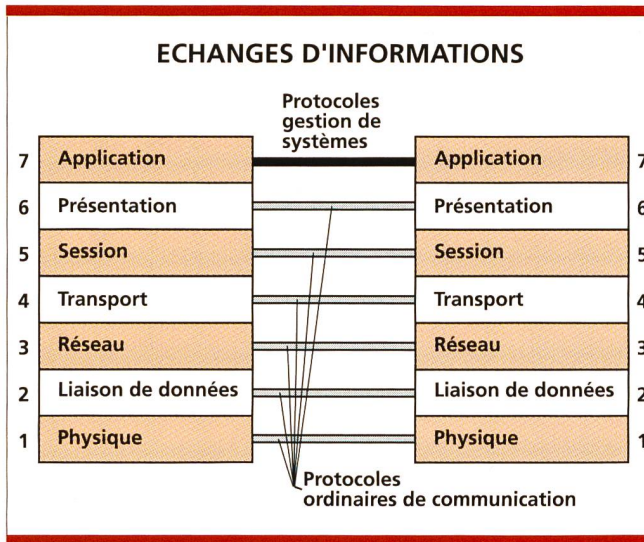 ECHANGES D'INFORMATIONS
Protocoles
gestion de
systèmes
7 Application Application 7
6 Présentation Présentation 6
5 Session Session 5
4 Transport Transport 4
3 Réseau Réseau 3
2 Liaison de données Liaison de données 2
1 Physique Physique 1
Protocoles
ordinaires de communication